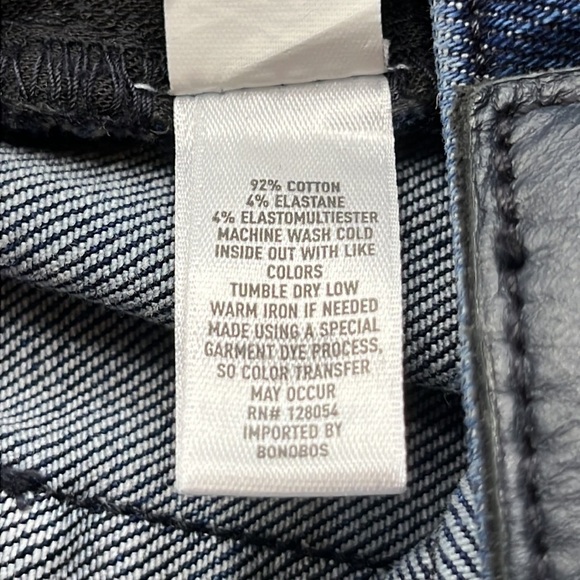 92% COTTON
4% ELASTANE
4% ELASTOMULTIESTER
MACHINE WASH COLD
INSIDE OUT WITH LIKE
COLORS
TUMBLE DRY LOW
WARM IRON IF NEEDED
MADE USING A SPECIAL
GARMENT DYE PROCESS,
SO COLOR TRANSFER
MAY OCCUR
RN# 128054
IMPORTED BY
BONOBOS